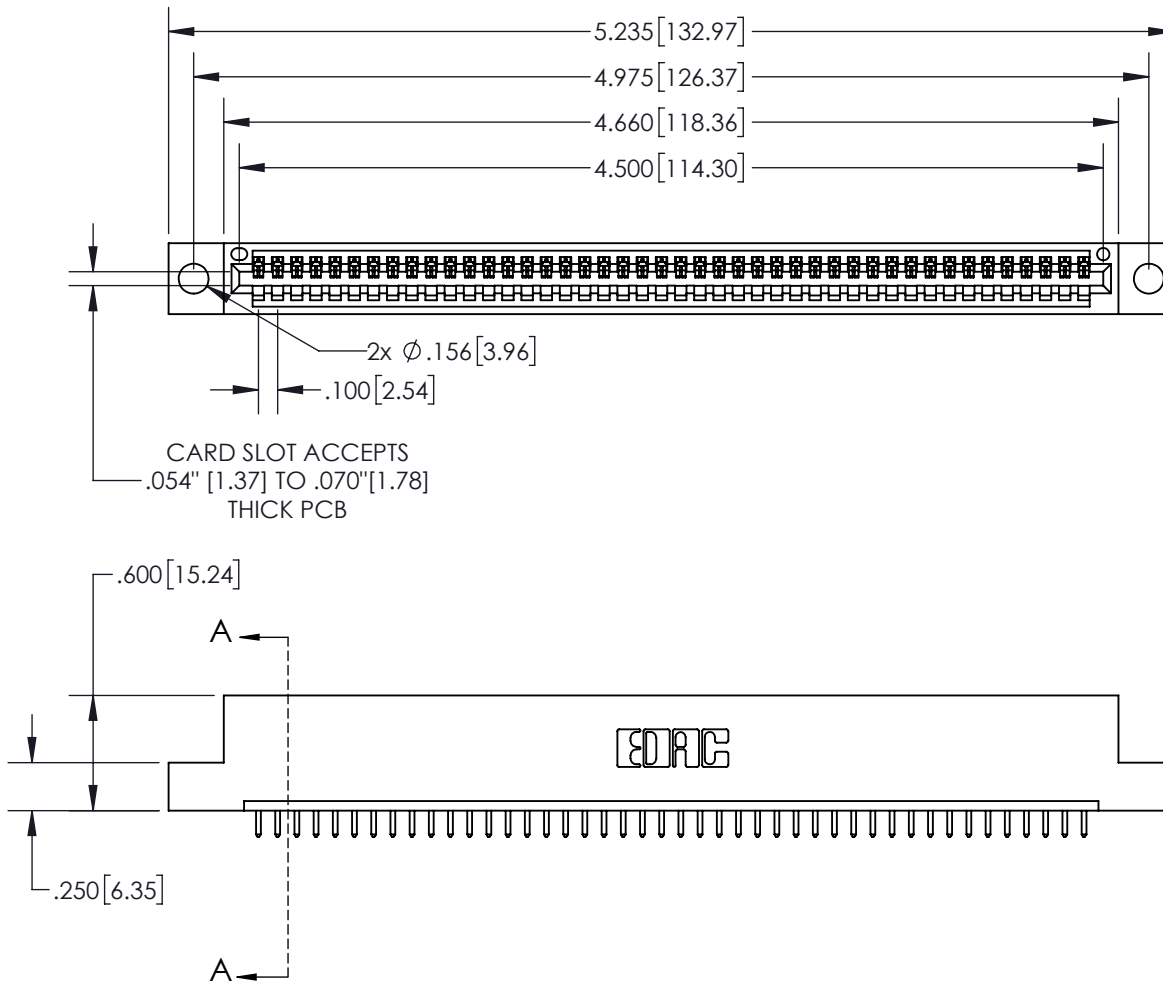 5.235[132.97]
4.975[126.37]
4.660[118.36]
4.500[114.30]
2x Ø.156[3.96]
.100[2.54]
CARD SLOT ACCEPTS
.054" [1.37] TO .070"[1.78]
THICK PCB
.600[15.24]
A
EDAC
.250[6.35]
A